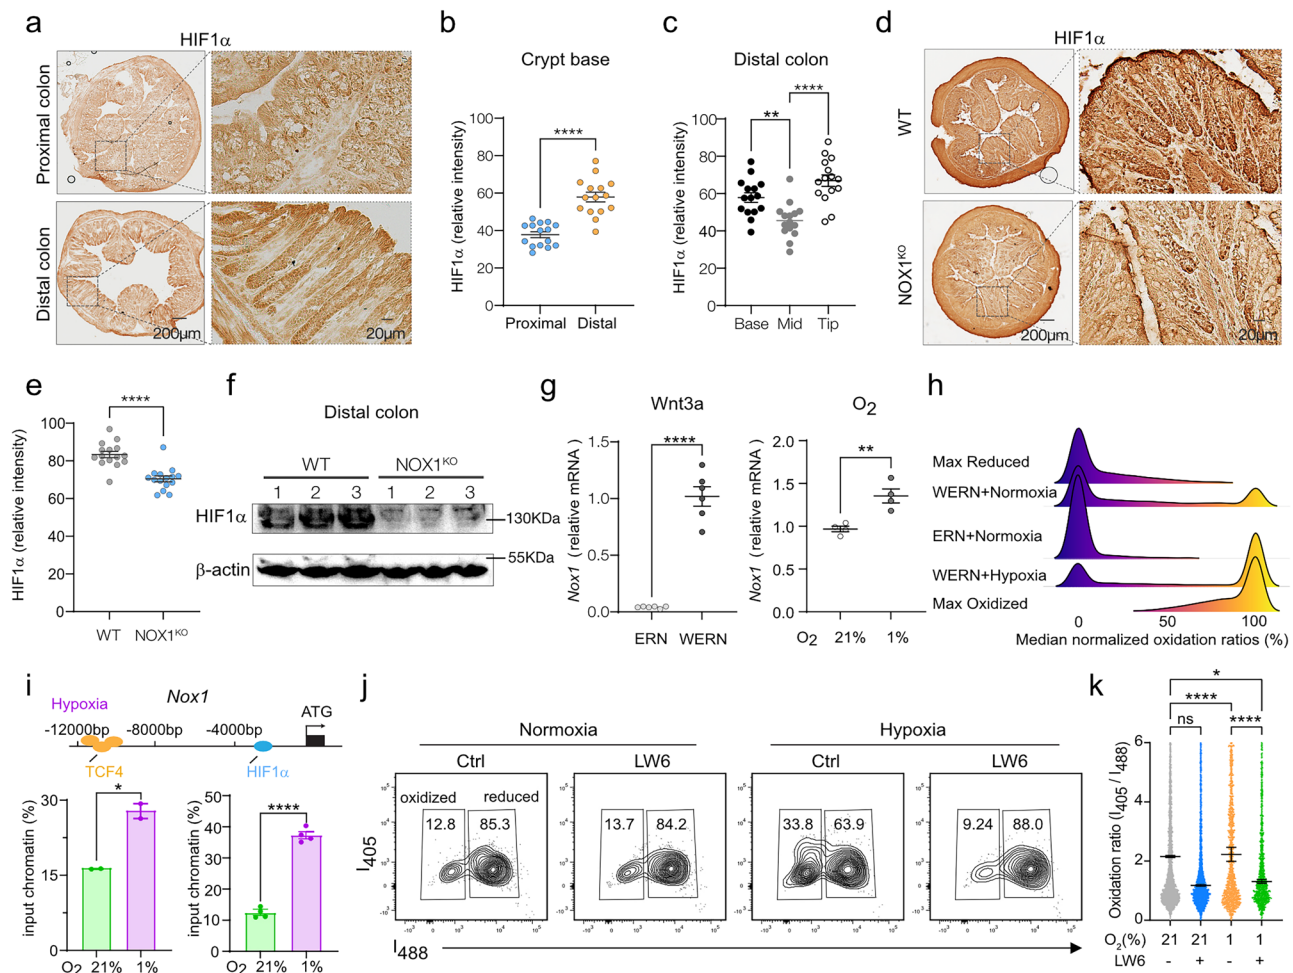 a
HIF1α
Proximal colon
Distal colon
200μm
20μm
b
Crypt base
HIF1α (relative intensity)
100
80
60
40
20
0
****
Proximal Distal
c
Distal colon
HIF1α (relative intensity)
100
80
60
40
20
0
**
****
Base Mid Tip
d
HIF1α
WT
NOX1KO
200μm
20μm
e
HIF1α (relative intensity)
100
80
60
40
20
0
****
WT NOX1KO
f
Distal colon
WT NOX1KO
1 2 3 1 2 3
HIF1α
130KDa
55KDa
β-actin
g
Wnt3a
Nox1 (relative mRNA )
1.5
1.0
0.5
0.0
****
ERN WERN
O2
Nox1 (relative mRNA )
2.0
1.5
1.0
0.5
0.0
**
O2 21% 1%
h
Max Reduced
WERN+Normoxia
ERN+Normoxia
WERN+Hypoxia
Max Oxidized
0 50 100
Median normalized oxidation ratios (%)
i
Hypoxia
Nox1
-12000bp -8000bp -4000bp
ATG
TCF4
HIF1α
input chromatin (%)
30
15
0
*
O2 21% 1%
input chromatin (%)
50
40
30
20
10
0
****
O2 21% 1%
j
Normoxia Hypoxia
Ctrl LW6 Ctrl LW6
oxidized reduced
12.8 85.3
13.7 84.2
33.8 63.9
9.24 88.0
I405
I488
k
Oxidation ratio (I405 / I488)
6
4
2
0
*
****
ns
****
O2(%) 21 21 1 1
LW6 - + - +